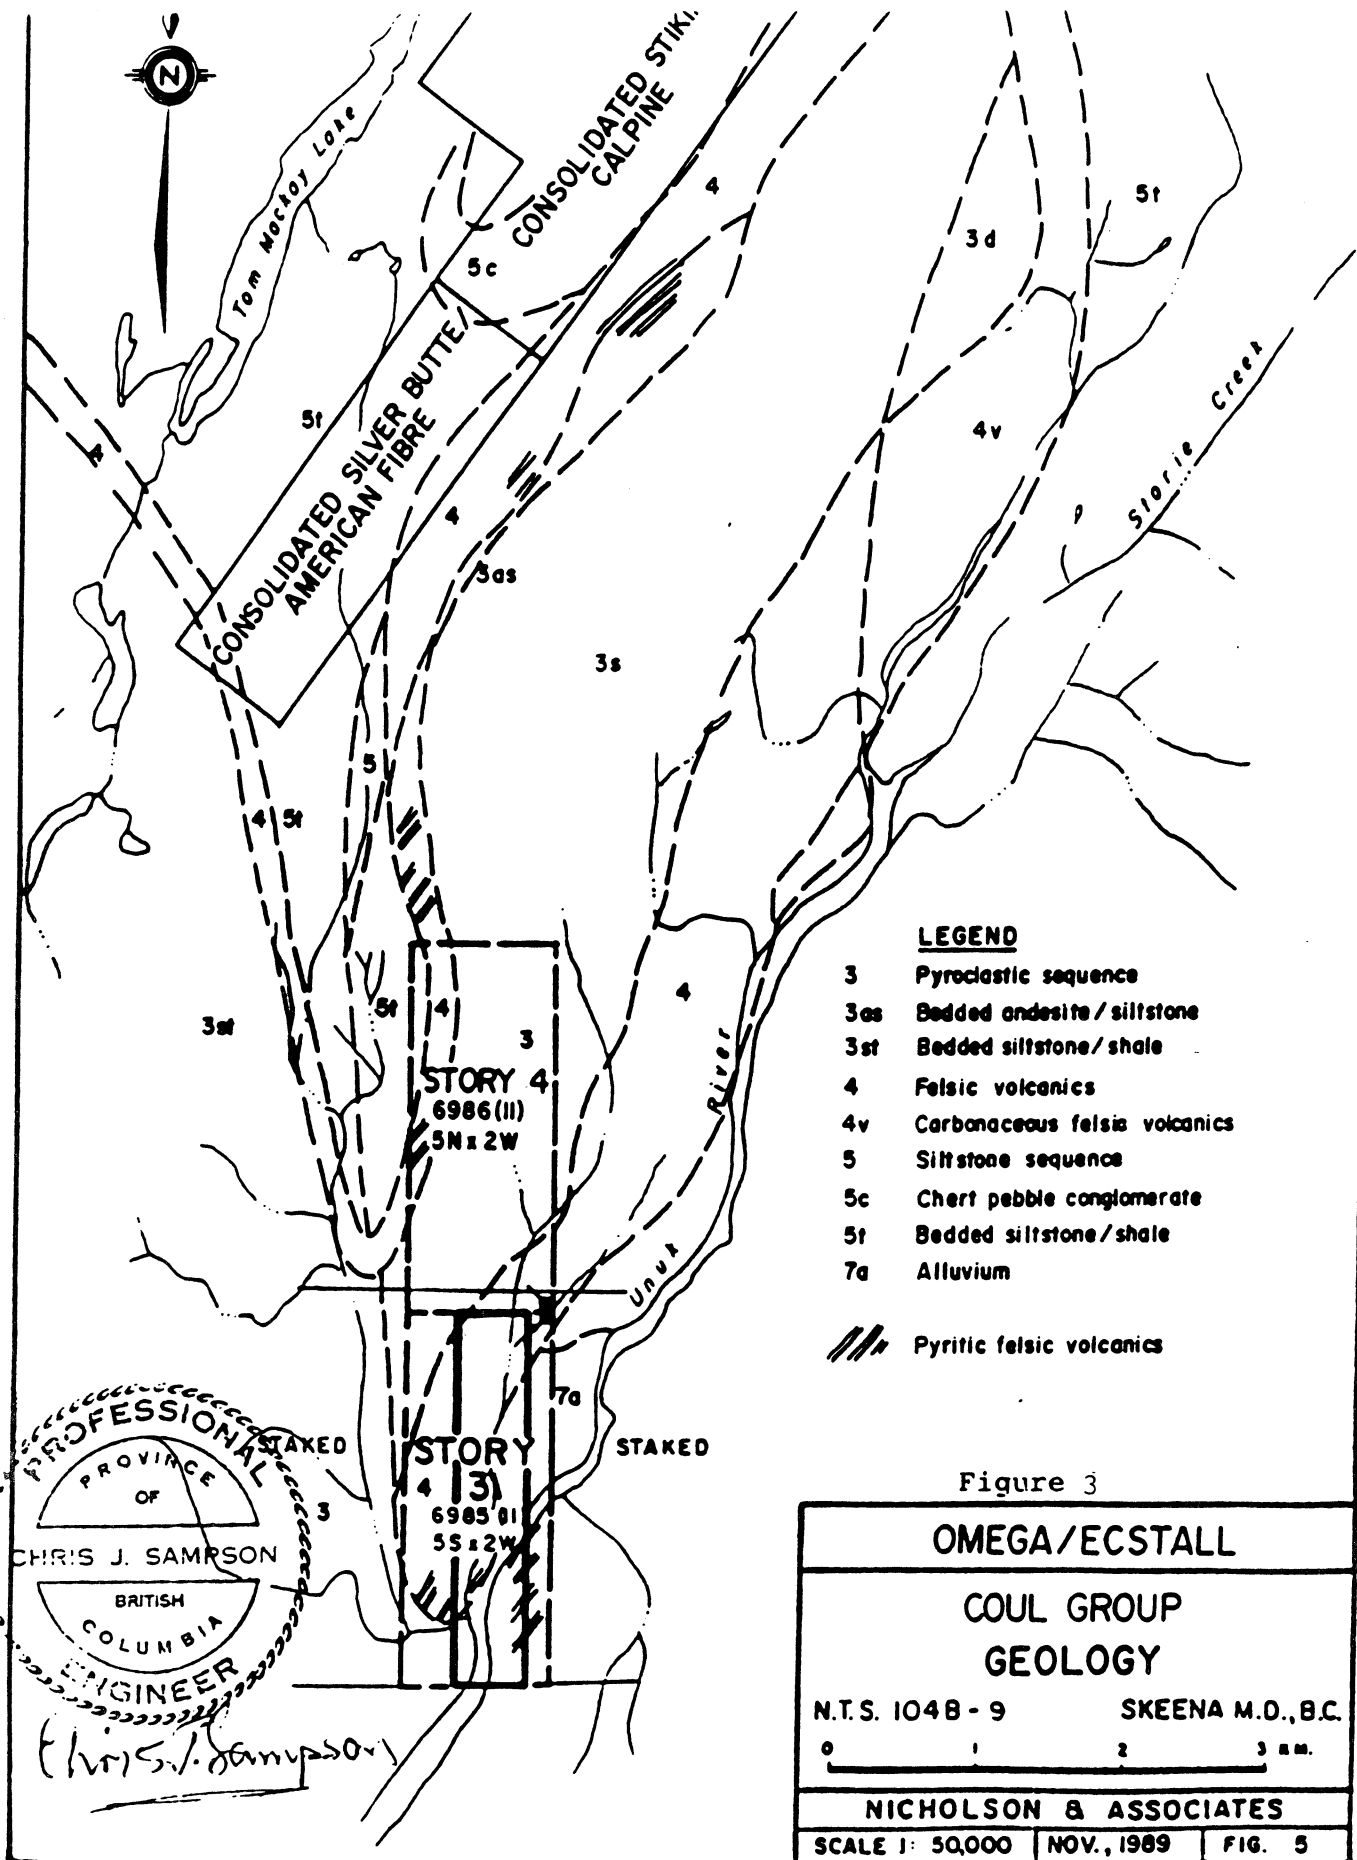 N
Tom Mackay Lake
CONSOLIDATED
CALPINE
4
5t
3d
5c
CONSOLIDATED SILVER BUTTE/
AMERICAN FIBRE
5t
4v
Storie Creek
4
4
3as
3s
5
4
5t
LEGEND
3 Pyroclastic sequence
3as Bedded andesite/siltstone
3st Bedded siltstone/shale
4 Felsic volcanics
4v Carbonaceous felsic volcanics
5 Siltstone sequence
5c Chert pebble conglomerate
5t Bedded siltstone/shale
7a Alluvium
Pyritic felsic volcanics
3st
5t
4
3
4
STORY 4
6986(11)
5N x 2W
Unuk River
7a
STAKED
STAKED
STORY
3
4
6985
5S x 2W
3
PROFESSIONAL
PROVINCE
OF
CHRIS J. SAMPSON
BRITISH
COLUMBIA
ENGINEER
Chris J. Sampson
Figure 3
OMEGA/ECSTALL
COUL GROUP
GEOLOGY
N.T.S. 104B-9 SKEENA M.D., B.C.
0 1 2 3 KM.
NICHOLSON & ASSOCIATES
SCALE 1: 50,000 NOV., 1989 FIG. 5